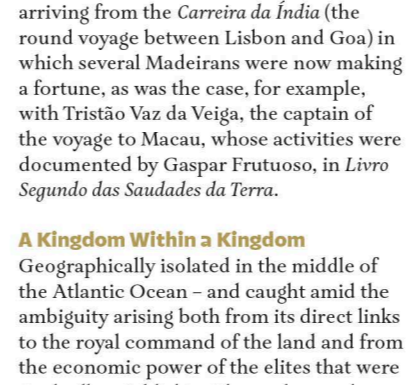 arriving from the Carreira da Índia (the
round voyage between Lisbon and Goa) in
which several Madeirans were now making
a fortune, as was the case, for example,
with Tristão Vaz da Veiga, the captain of
the voyage to Macau, whose activities were
documented by Gaspar Frutuoso, in Livro
Segundo das Saudades da Terra.
A Kingdom Within a Kingdom
Geographically isolated in the middle of
the Atlantic Ocean – and caught amid the
ambiguity arising both from its direct links
to the royal command of the land and from
the economic power of the elites that were